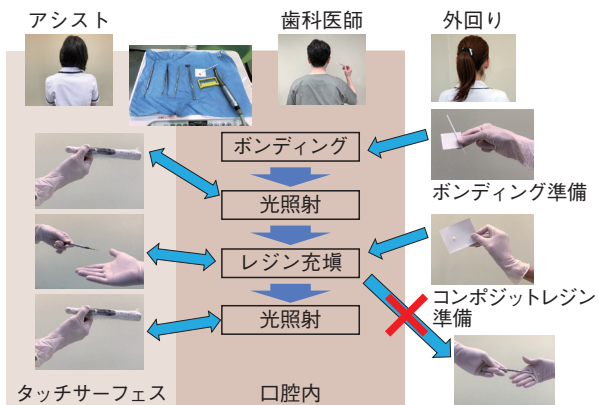 アシスト
歯科医師
外回り
ボンディング
ボンディング準備
光照射
レジン充塡
コンポジットレジン
準備
光照射
タッチサーフェス
口腔内